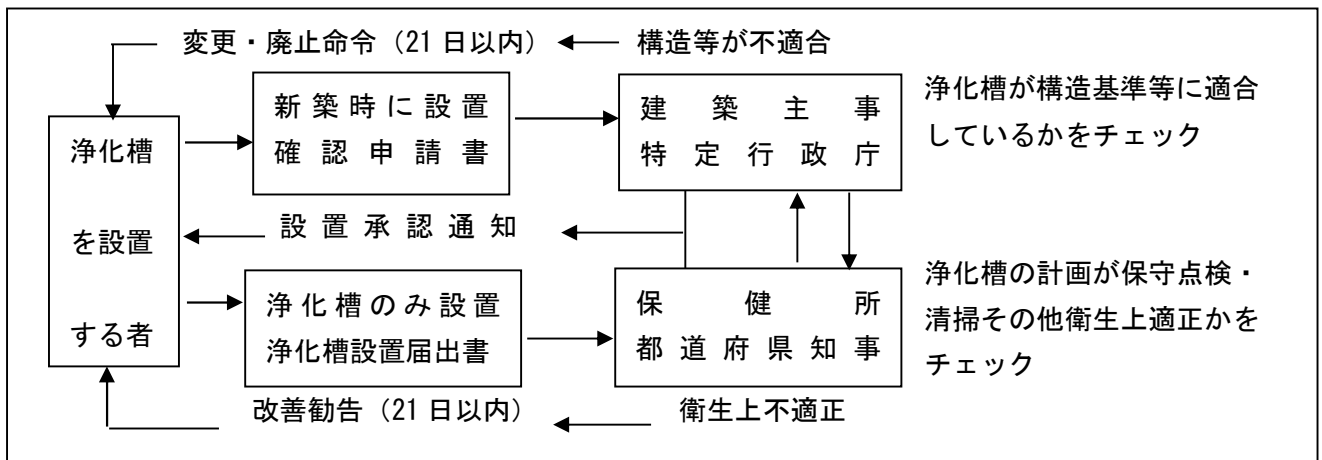 変更・廃止命令（21日以内）
構造等が不適合
新築時に設置
確認申請書
建築主事
特定行政庁
浄化槽が構造基準等に適合
しているかをチェック
浄化槽
を設置
する者
設置承認通知
浄化槽のみ設置
浄化槽設置届出書
保健所
都道府県知事
浄化槽の計画が保守点検・
清掃その他衛生上適正かを
チェック
改善勧告（21日以内）
衛生上不適正